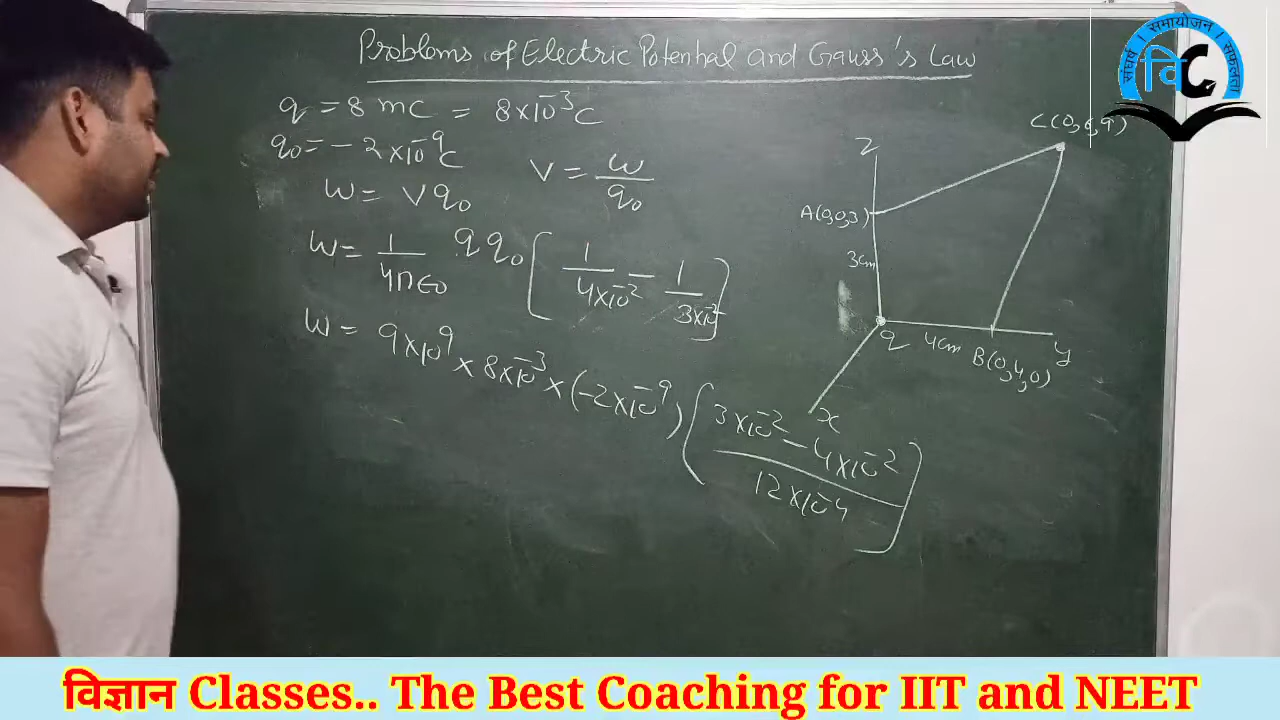 Problems of Electric Potential and Gauss's Law
संघर्ष । समायोजन । सफलता
वि C
q = 8 mC = 8×10⁻³C
q₀ = - 2×10⁻⁹C
W = Vq₀
V = W/q₀
W = 1/4πε₀ qq₀ [1/4×10⁻² - 1/3×10⁻²]
W = 9×10⁹ × 8×10⁻³ × (-2×10⁻⁹) [3×10⁻² - 4×10⁻² / 12×10⁻⁴]
Z
A(0,0,3)
3cm
q
4cm
B(0,4,0)
y
x
विज्ञान Classes.. The Best Coaching for IIT and NEET